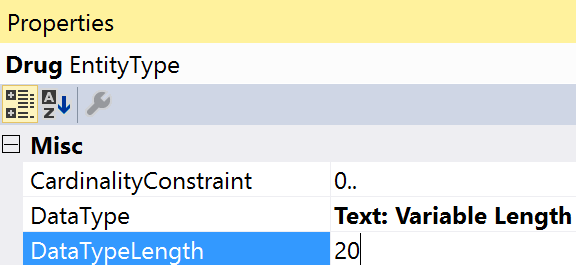 Properties
Drug EntityType
A
Z
Misc
CardinalityConstraint 0..
DataType Text: Variable Length
DataTypeLength 20